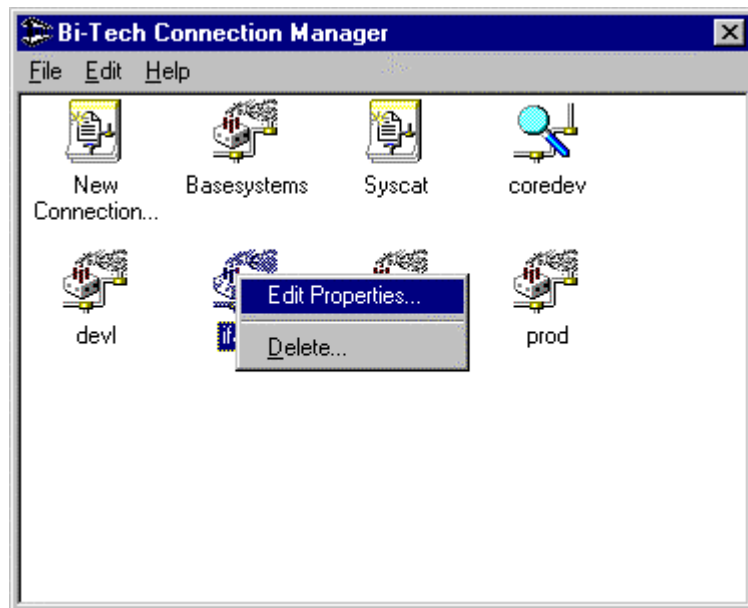 Bi-Tech Connection Manager
File Edit Help
New Basesystems Syscat coredev
Connection...
devl prod
Edit Properties...
Delete...